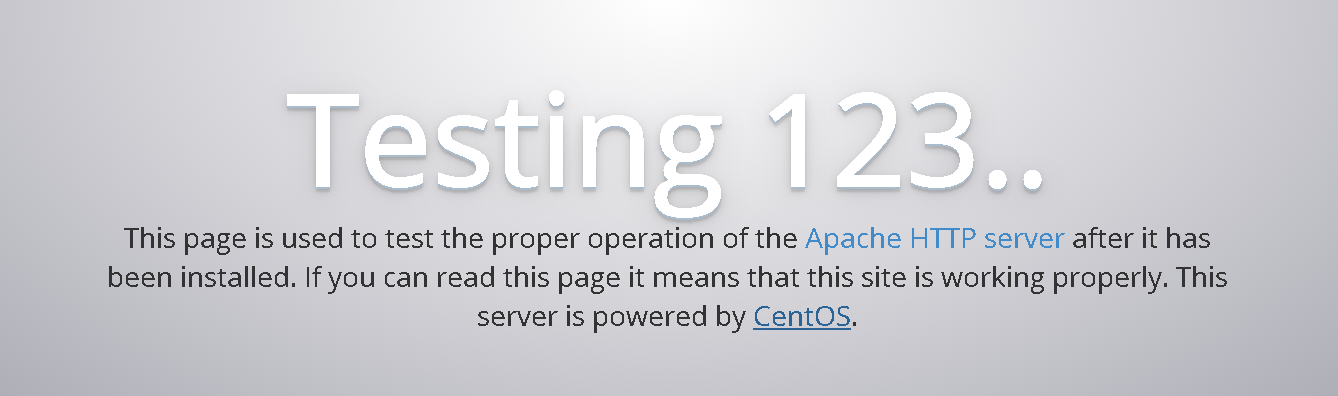 Testing 123..
This page is used to test the proper operation of the Apache HTTP server after it has
been installed. If you can read this page it means that this site is working properly. This
server is powered by CentOS.